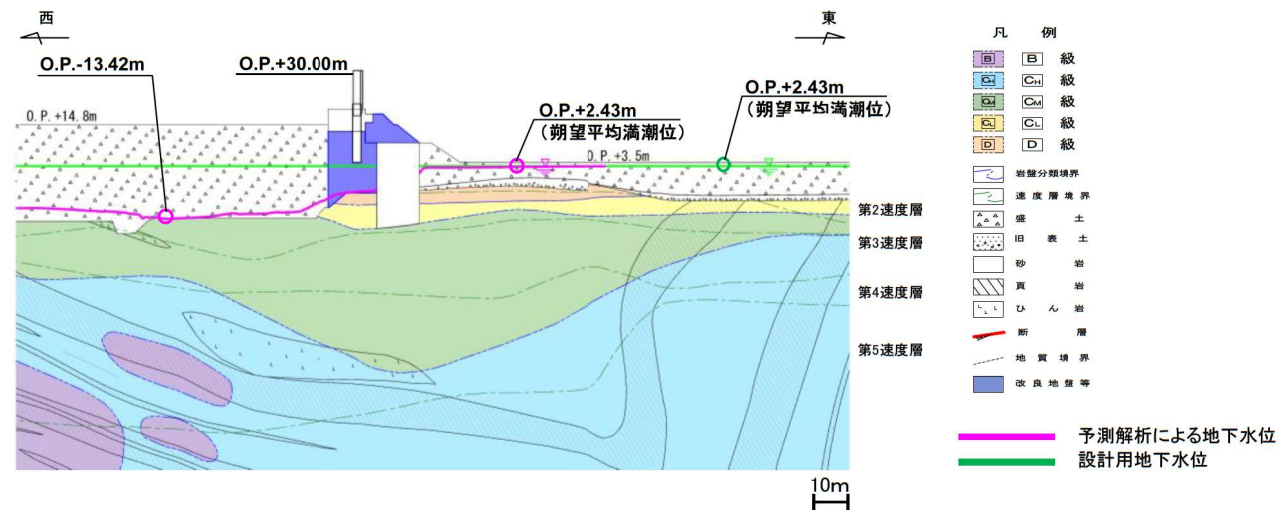 西
東
O.P.-13.42m
O.P.+30.00m
O.P.+2.43m
(朔望平均満潮位)
O.P.+2.43m
(朔望平均満潮位)
O.P.+14.8m
O.P.+3.5m
第2速度層
第3速度層
第4速度層
第5速度層
10m
凡 例
B B 級
CH CH 級
CM CM 級
CL CL 級
D D 級
岩盤分類境界
速度層境界
盛 土
旧 表 土
砂 岩
頁 岩
ひ ん 岩
断 層
地 質 境 界
改 良 地 盤 等
予測解析による地下水位
設計用地下水位